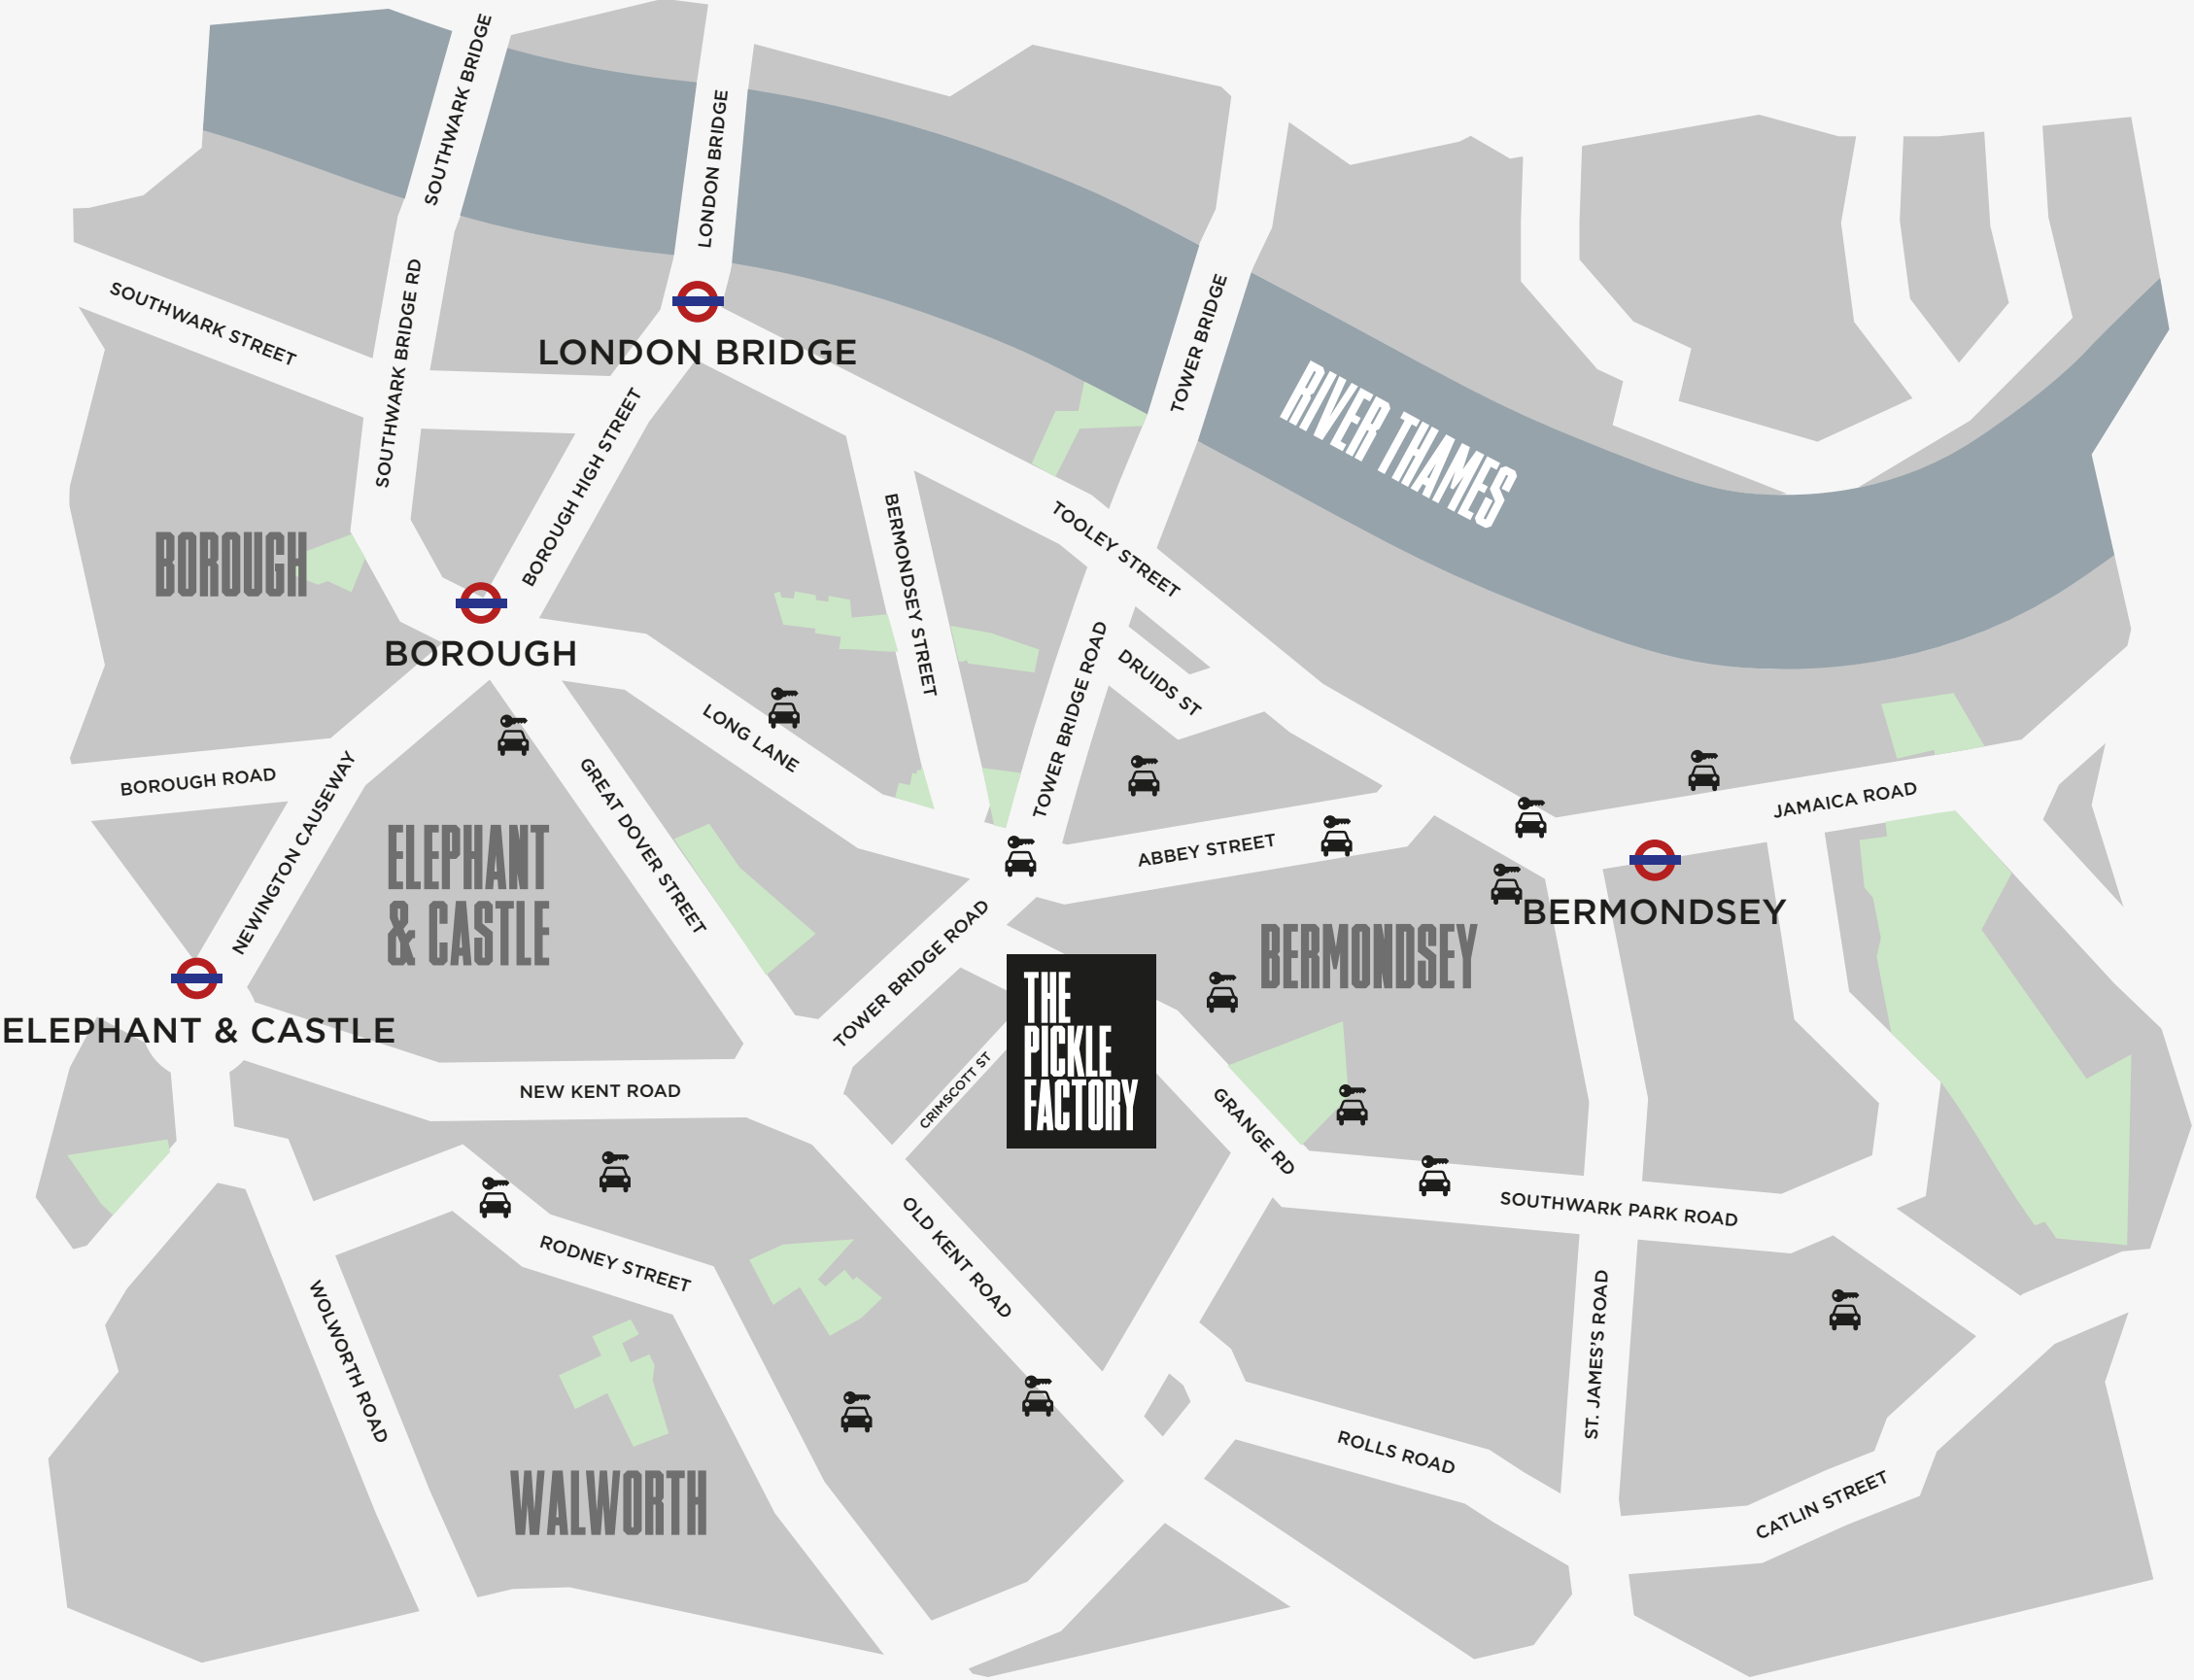 SOUTHWARK BRIDGE
LONDON BRIDGE
SOUTHWARK STREET
SOUTHWARK BRIDGE RD
LONDON BRIDGE
TOWER BRIDGE
RIVER THAMES
BOROUGH HIGH STREET
BERMONDSEY STREET
TOOLEY STREET
BOROUGH
BOROUGH
TOWER BRIDGE ROAD
DRUIDS ST
LONG LANE
BOROUGH ROAD
NEWINGTON CAUSEWAY
GREAT DOVER STREET
JAMAICA ROAD
ABBEY STREET
ELEPHANT
& CASTLE
BERMONDSEY
BERMONDSEY
TOWER BRIDGE ROAD
ELEPHANT & CASTLE
THE
PICKLE
FACTORY
NEW KENT ROAD
CRIMSCOTT ST
GRANGE RD
SOUTHWARK PARK ROAD
RODNEY STREET
OLD KENT ROAD
WOLWORTH ROAD
ST. JAMES'S ROAD
ROLLS ROAD
CATLIN STREET
WALWORTH